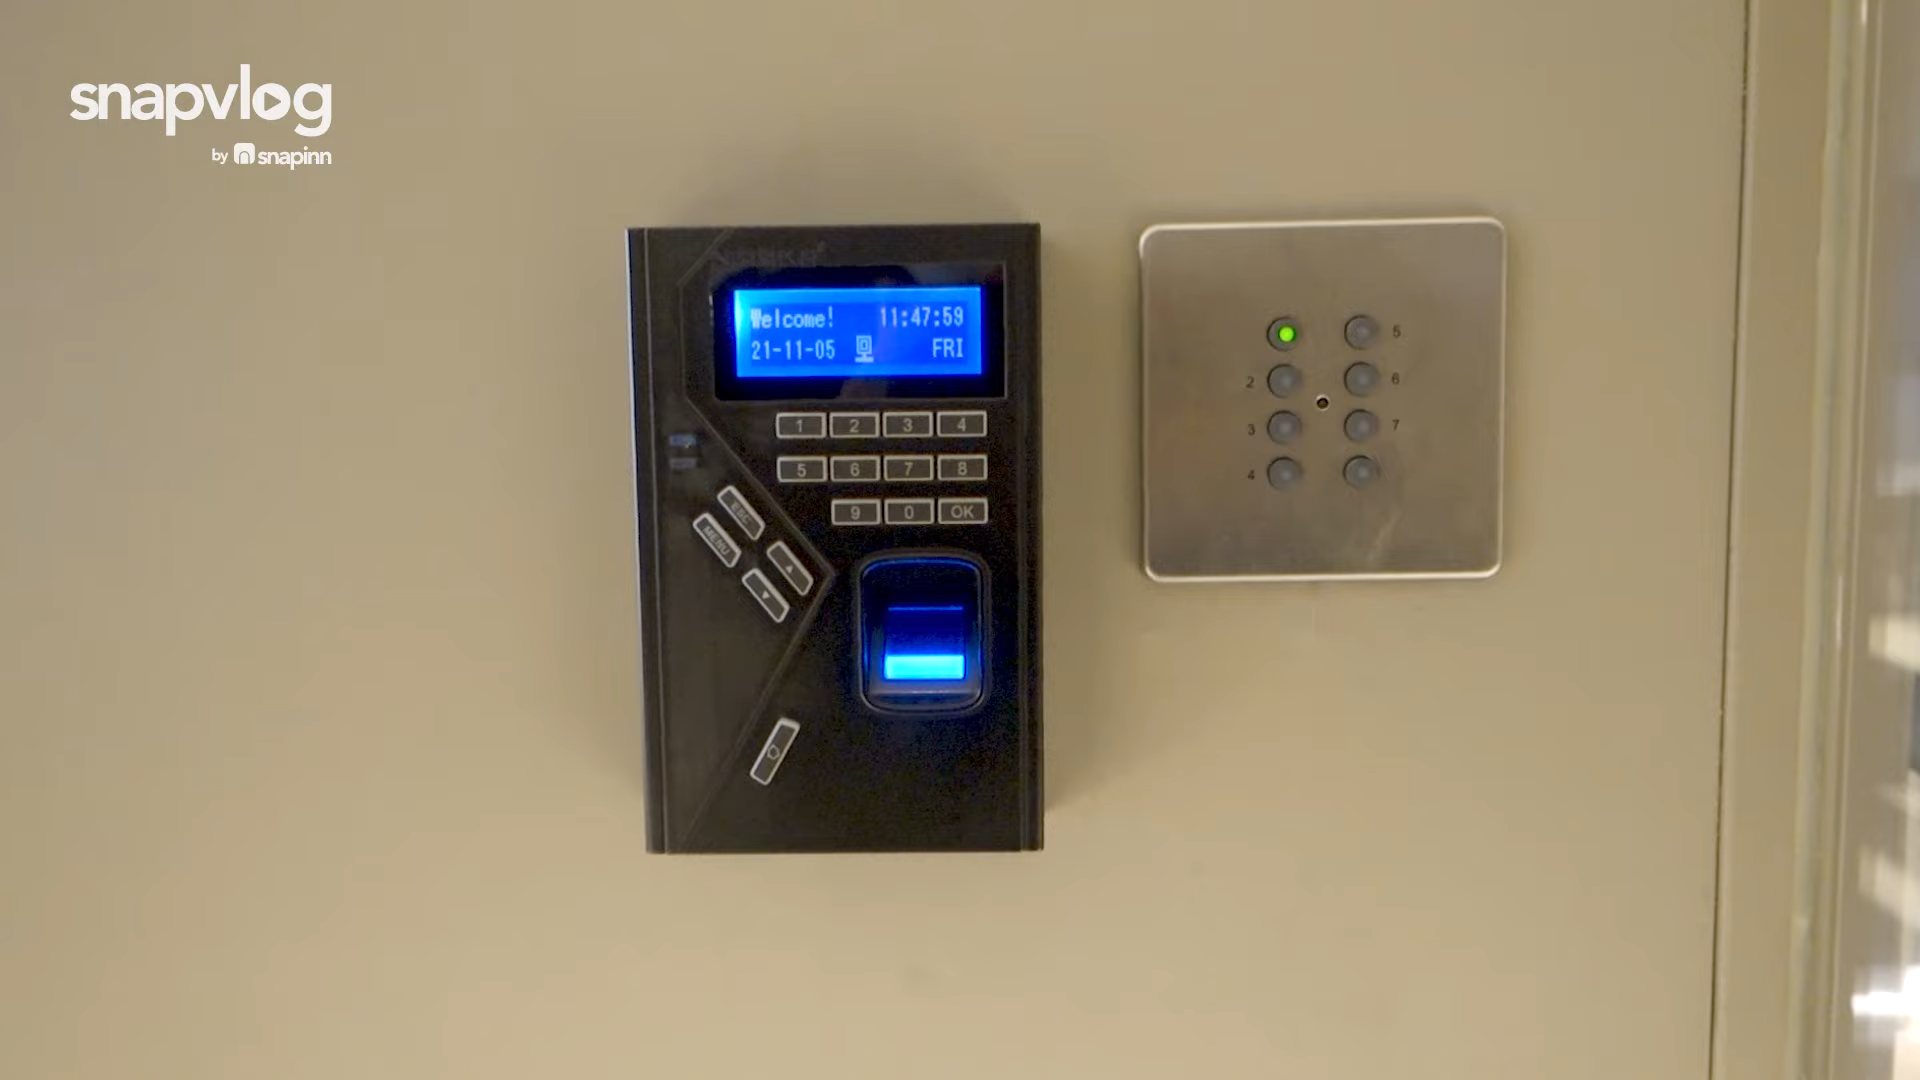 snapvlog
by snapinn
Welcome! 11:47:59
21-11-05 FRI
1 2 3 4
5 6 7 8
9 0 OK
ESC
MENU
5
2 6
3 7
4